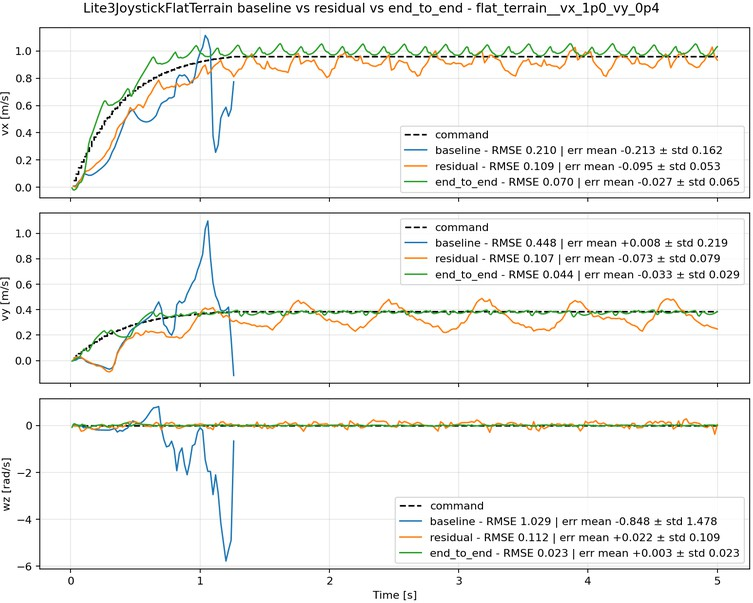 Lite3JoystickFlatTerrain baseline vs residual vs end_to_end - flat_terrain__vx_1p0_vy_0p4
1.0
0.8
0.6
0.4
0.2
0.0
vx [m/s]
command
baseline - RMSE 0.210 | err mean -0.213 ± std 0.162
residual - RMSE 0.109 | err mean -0.095 ± std 0.053
end_to_end - RMSE 0.070 | err mean -0.027 ± std 0.065
1.0
0.8
0.6
0.4
0.2
0.0
vy [m/s]
command
baseline - RMSE 0.448 | err mean +0.008 ± std 0.219
residual - RMSE 0.107 | err mean -0.073 ± std 0.079
end_to_end - RMSE 0.044 | err mean -0.033 ± std 0.029
0
−2
−4
−6
wz [rad/s]
command
baseline - RMSE 1.029 | err mean -0.848 ± std 1.478
residual - RMSE 0.112 | err mean +0.022 ± std 0.109
end_to_end - RMSE 0.023 | err mean +0.003 ± std 0.023
0 1 2 3 4 5
Time [s]